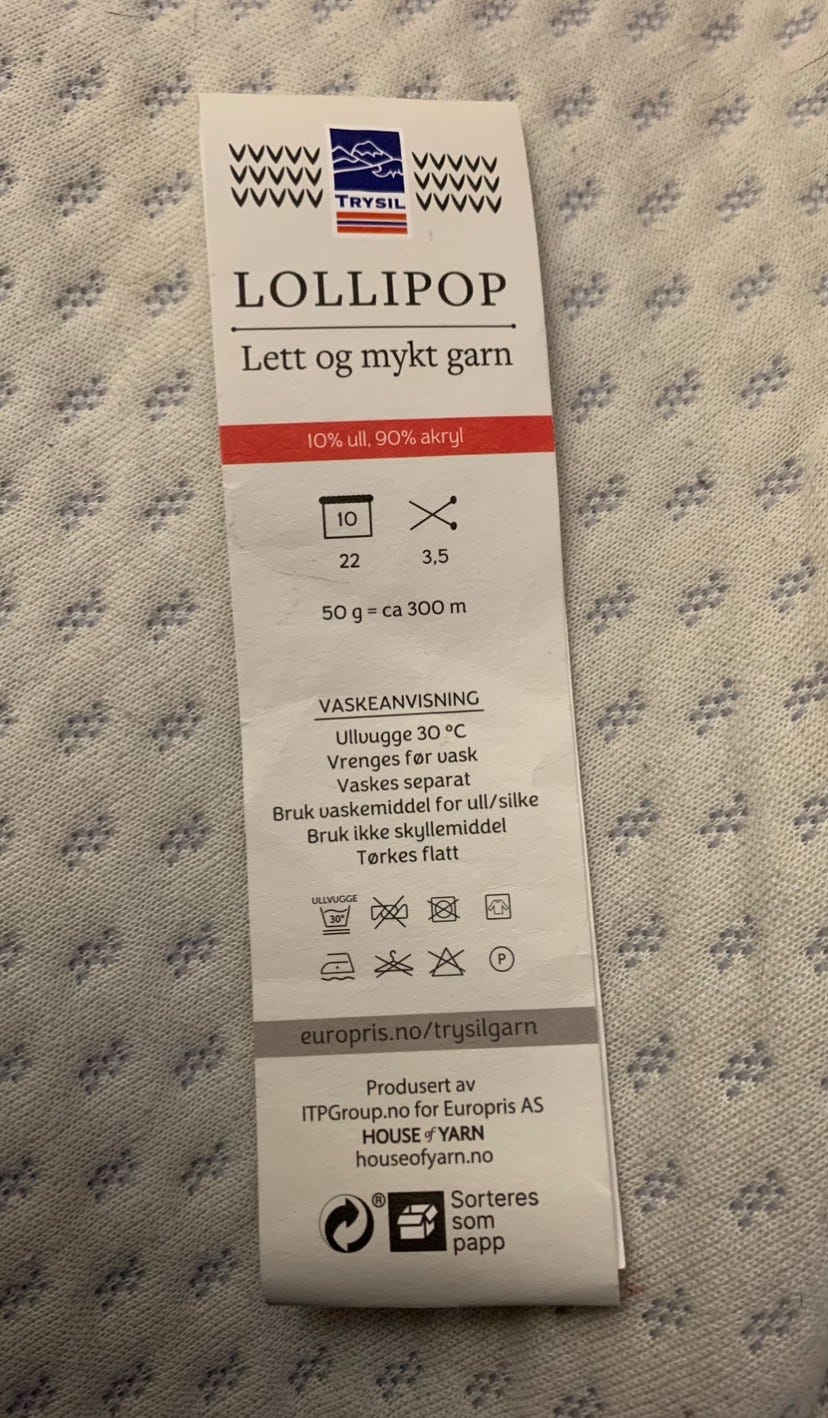 TRYSIL
LOLLIPOP
Lett og mykt garn
10% ull, 90% akryl
10
22 3,5
50 g = ca 300 m
VASKEANVISNING
Ullvugge 30 °C
Vrenges før vask
Vaskes separat
Bruk vaskemiddel for ull/silke
Bruk ikke skyllemiddel
Tørkes flatt
ULLVUGGE
30°
P
europris.no/trysilgarn
Produsert av
ITPGroup.no for Europris AS
HOUSE of YARN
houseofyarn.no
® Sorteres
som
papp